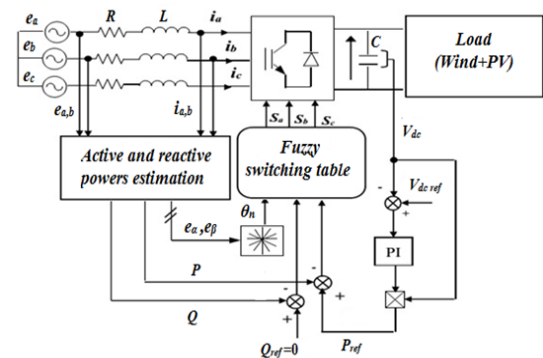 R L i_a
e_a
i_b
e_b
i_c
e_c
C
Load
(Wind+PV)
e_a,b i_a,b
S_a S_b S_c
V_dc
Active and reactive
powers estimation
Fuzzy
switching table
- V_dc ref
+
θ_n
e_α, e_β
PI
P
-
+
-
+
Q
Q_ref=0 P_ref